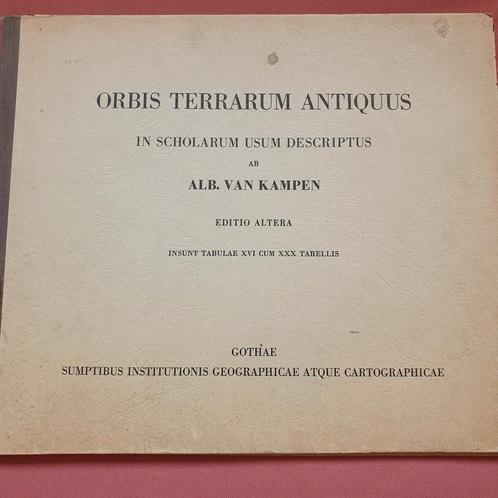 ORBIS TERRARUM ANTIQUUS
IN SCHOLARUM USUM DESCRIPTUS
AB
ALB. VAN KAMPEN
EDITIO ALTERA
INSUNT TABULAE XVI CUM XXX TABELLIS
GOTHAE
SUMPTIBUS INSTITUTIONIS GEOGRAPHICAE ATQUE CARTOGRAPHICAE